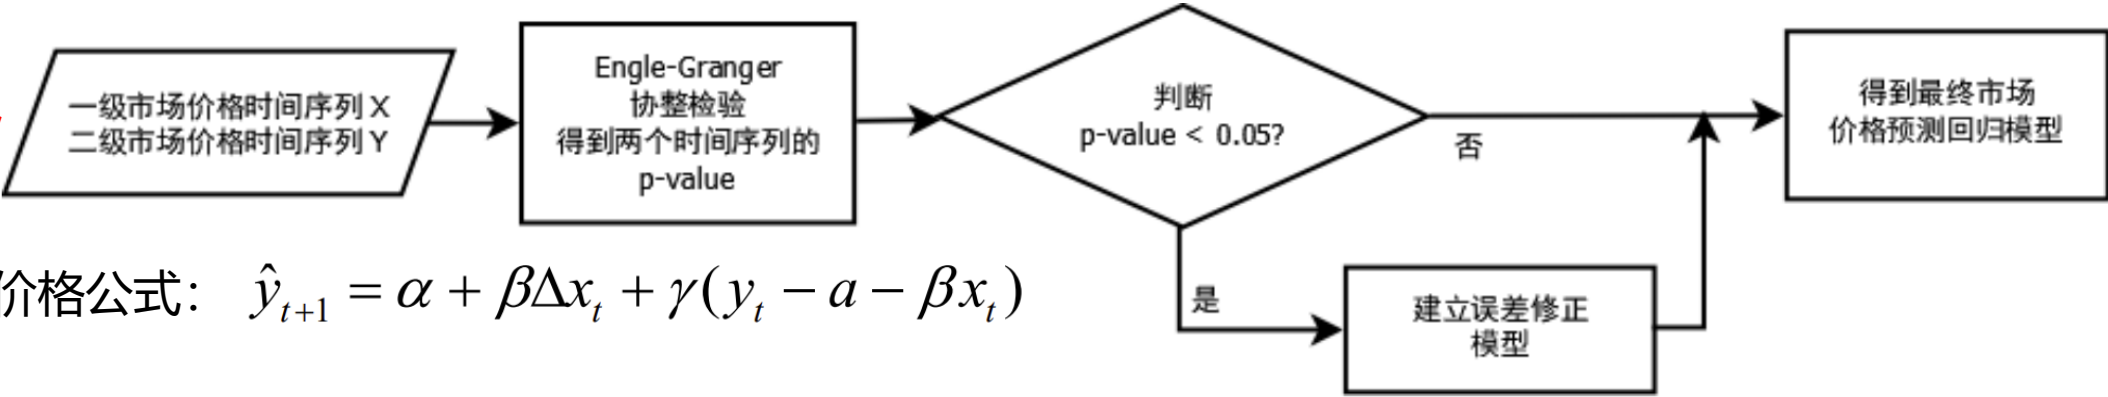 一级市场价格时间序列 X
二级市场价格时间序列 Y
Engle-Granger
协整检验
得到两个时间序列的
p-value
判断
p-value < 0.05?
否
是
建立误差修正
模型
得到最终市场
价格预测回归模型
价格公式： ŷ_{t+1} = α + βΔx_t + γ(y_t − a − βx_t)